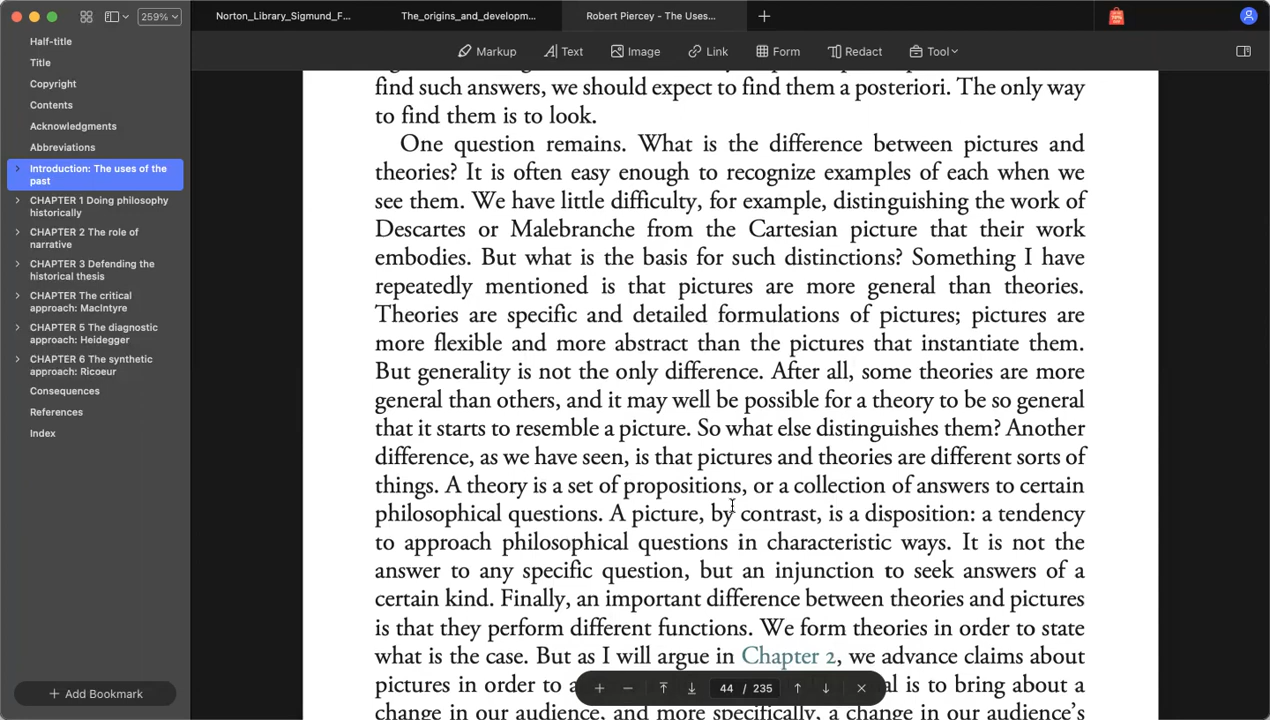 259%
Norton_Library_Sigmund_F...
The_origins_and_developm...
Robert Piercey - The Uses...
Markup
Text
Image
Link
Form
Redact
Tool
Half-title
Title
Copyright
Contents
Acknowledgments
Abbreviations
Introduction: The uses of the
past
CHAPTER 1 Doing philosophy
historically
CHAPTER 2 The role of
narrative
CHAPTER 3 Defending the
historical thesis
CHAPTER The critical
approach: MacIntyre
CHAPTER 5 The diagnostic
approach: Heidegger
CHAPTER 6 The synthetic
approach: Ricoeur
Consequences
References
Index
Add Bookmark
find such answers, we should expect to find them a posteriori. The only way
to find them is to look.
One question remains. What is the difference between pictures and
theories? It is often easy enough to recognize examples of each when we
see them. We have little difficulty, for example, distinguishing the work of
Descartes or Malebranche from the Cartesian picture that their work
embodies. But what is the basis for such distinctions? Something I have
repeatedly mentioned is that pictures are more general than theories.
Theories are specific and detailed formulations of pictures; pictures are
more flexible and more abstract than the pictures that instantiate them.
But generality is not the only difference. After all, some theories are more
general than others, and it may well be possible for a theory to be so general
that it starts to resemble a picture. So what else distinguishes them? Another
difference, as we have seen, is that pictures and theories are different sorts of
things. A theory is a set of propositions, or a collection of answers to certain
philosophical questions. A picture, by contrast, is a disposition: a tendency
to approach philosophical questions in characteristic ways. It is not the
answer to any specific question, but an injunction to seek answers of a
certain kind. Finally, an important difference between theories and pictures
is that they perform different functions. We form theories in order to state
what is the case. But as I will argue in Chapter 2, we advance claims about
pictures in order to a al is to bring about a
change in our audience, and more specifically, a change in our audience's
44 / 235